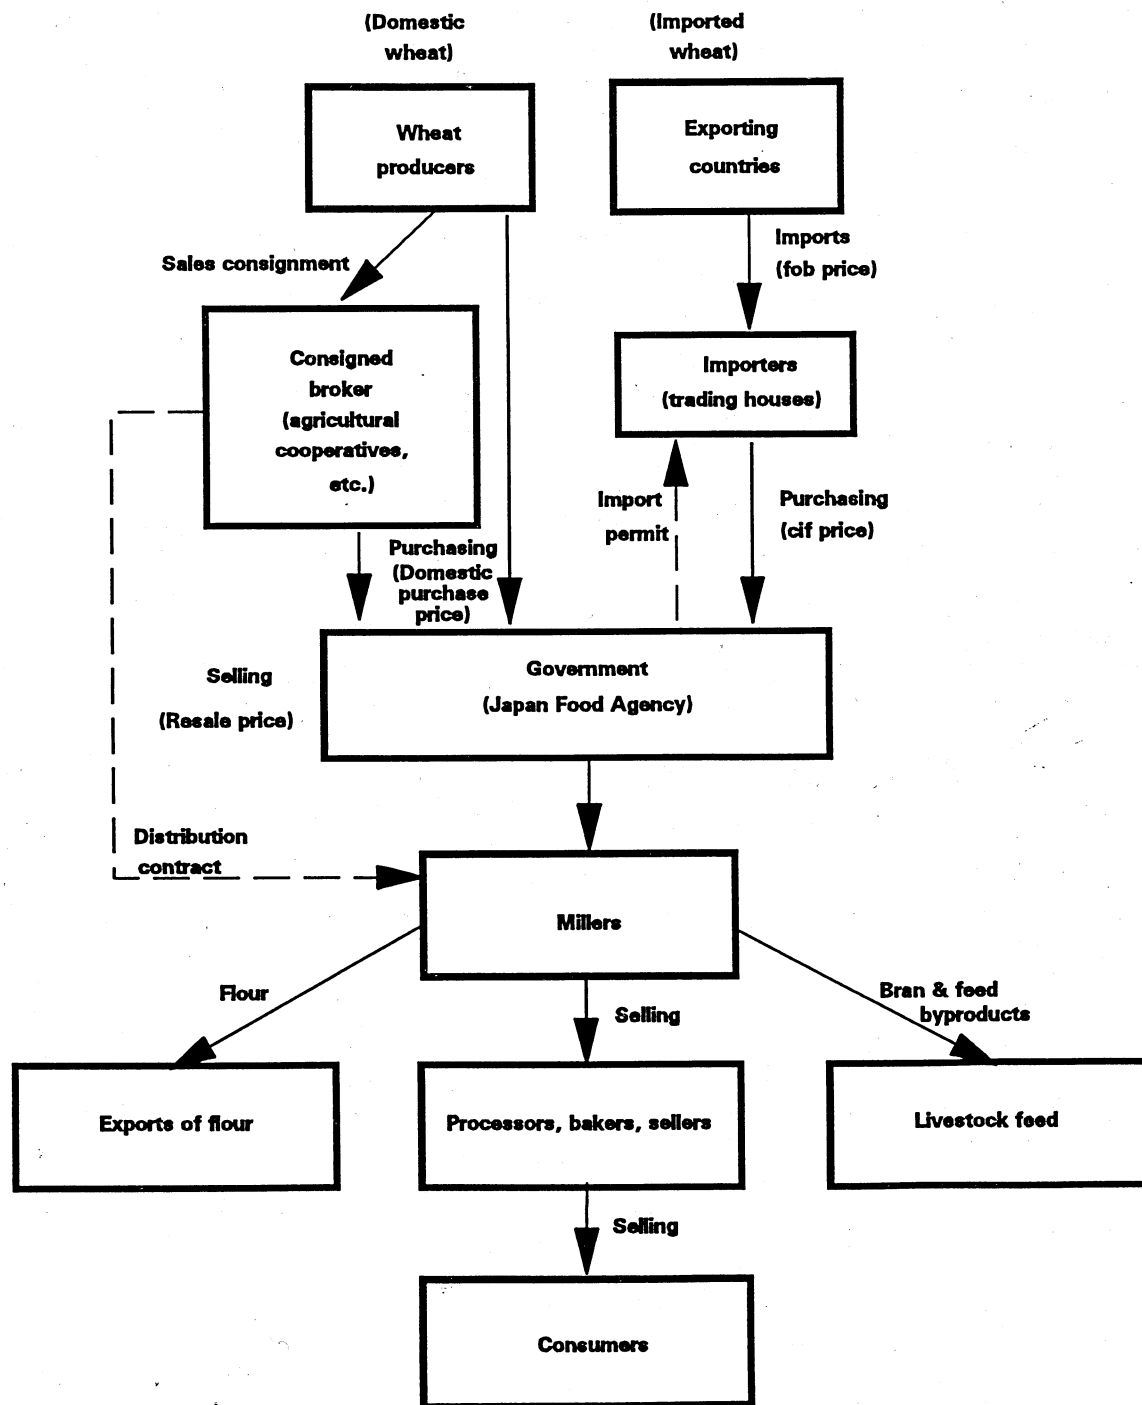 (Domestic
wheat)
(Imported
wheat)
Wheat
producers
Exporting
countries
Sales consignment
Imports
(fob price)
Consigned
broker
(agricultural
cooperatives,
etc.)
Importers
(trading houses)
Import
permit
Purchasing
(cif price)
Purchasing
(Domestic
purchase
price)
Government
(Japan Food Agency)
Selling
(Resale price)
Distribution
contract
Millers
Flour
Selling
Bran & feed
byproducts
Exports of flour
Processors, bakers, sellers
Livestock feed
Selling
Consumers